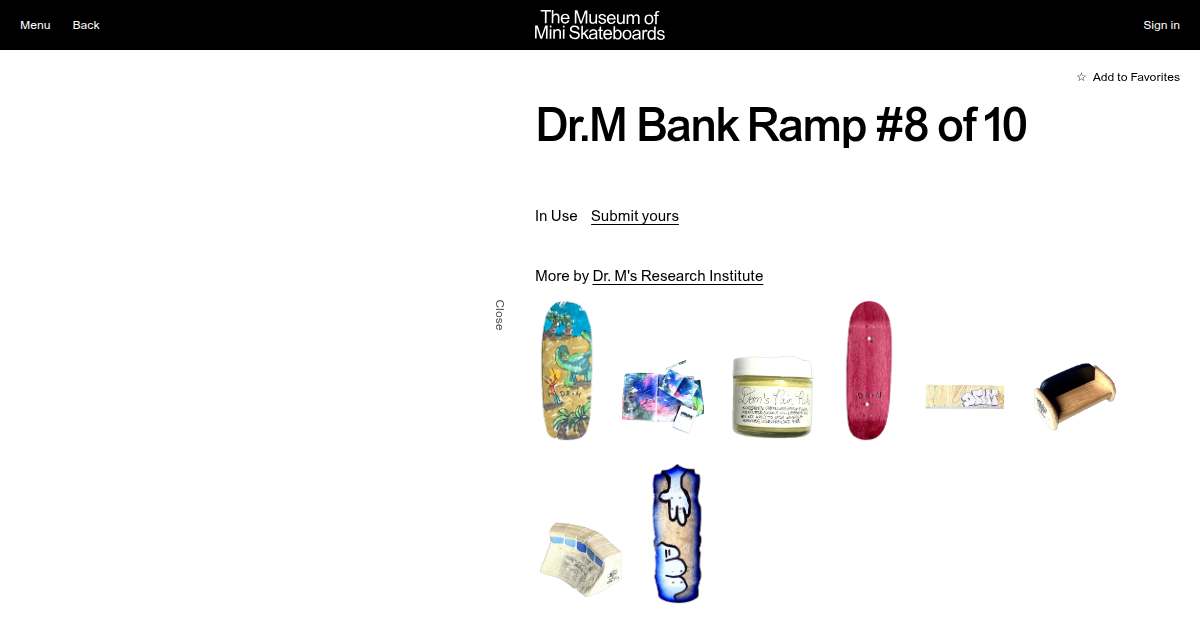 Menu
Back
The Museum of
Mini Skateboards
Sign in
☆ Add to Favorites
Dr.M Bank Ramp #8 of 10
In Use
Submit yours
More by Dr. M's Research Institute
Close